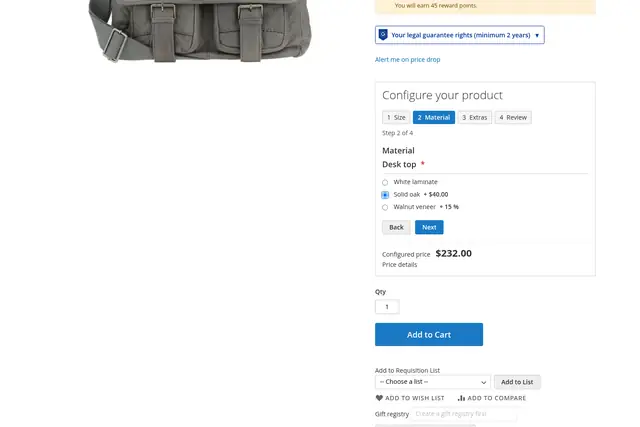 You will earn 45 reward points.
Your legal guarantee rights (minimum 2 years) ▼
Alert me on price drop
Configure your product
1 Size 2 Material 3 Extras 4 Review
Step 2 of 4
Material
Desk top *
White laminate
Solid oak + $40.00
Walnut veneer + 15 %
Back Next
Configured price $232.00
Price details
Qty
1
Add to Cart
Add to Requisition List
-- Choose a list -- Add to List
ADD TO WISH LIST ADD TO COMPARE
Gift registry Create a gift registry first